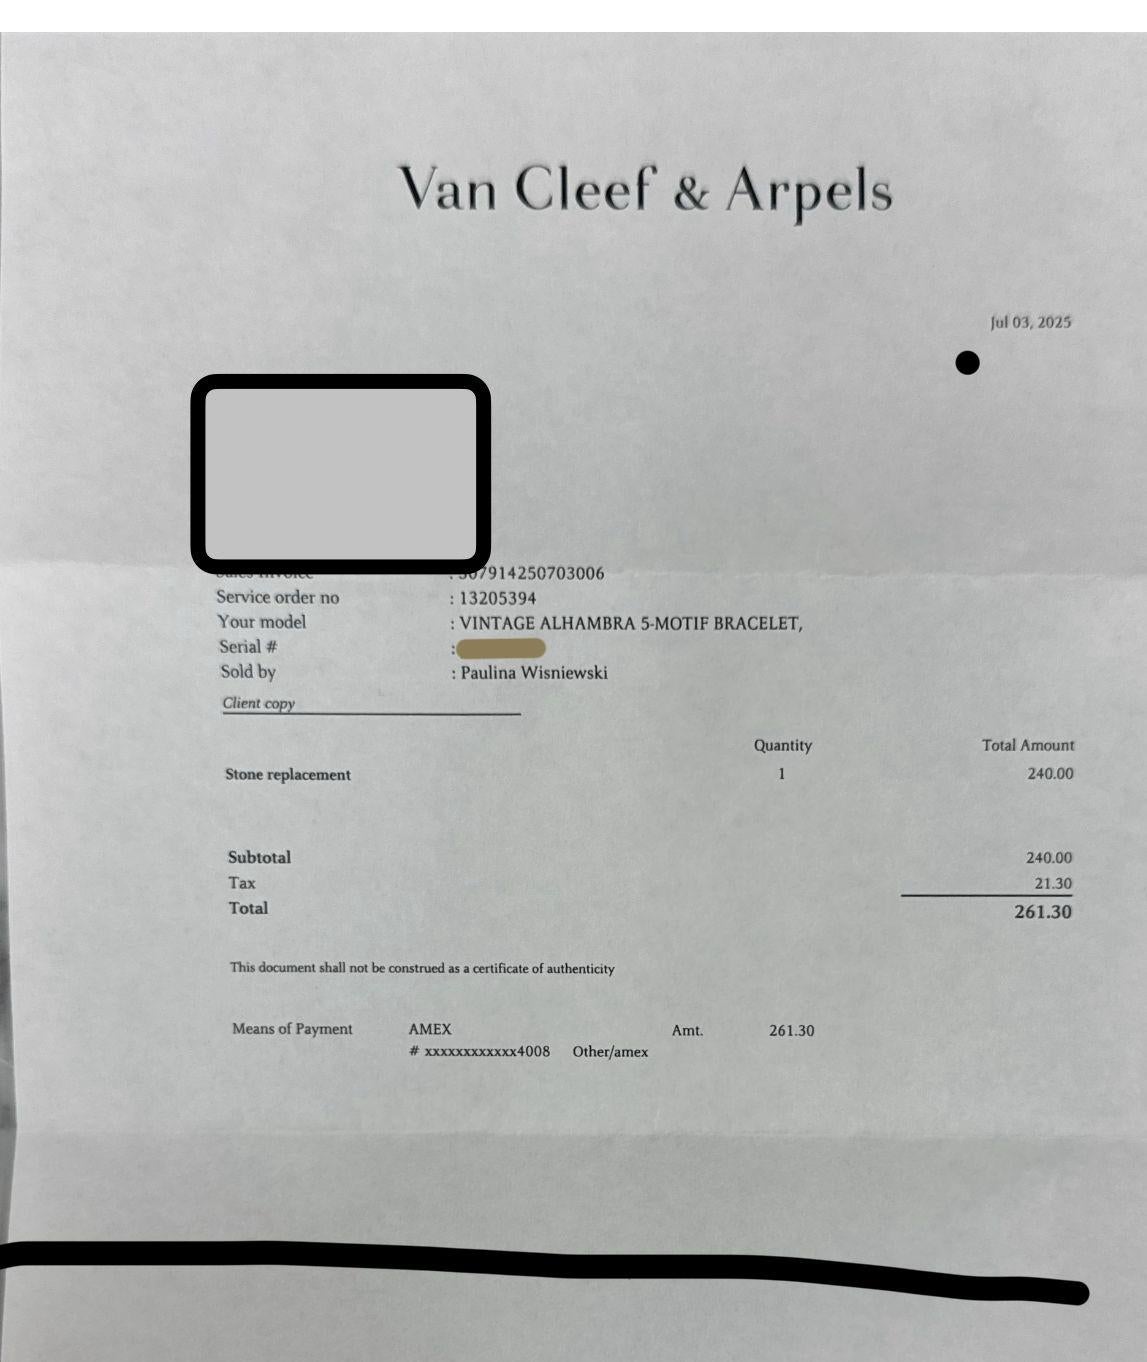 Van Cleef & Arpels
Jul 03, 2025
Sales Invoice : 307914250703006
Service order no : 13205394
Your model : VINTAGE ALHAMBRA 5-MOTIF BRACELET,
Serial # :
Sold by : Paulina Wisniewski
Client copy
Quantity Total Amount
Stone replacement 1 240.00
Subtotal 240.00
Tax 21.30
Total 261.30
This document shall not be construed as a certificate of authenticity
Means of Payment AMEX Amt. 261.30
# xxxxxxxxxxxx4008 Other/amex